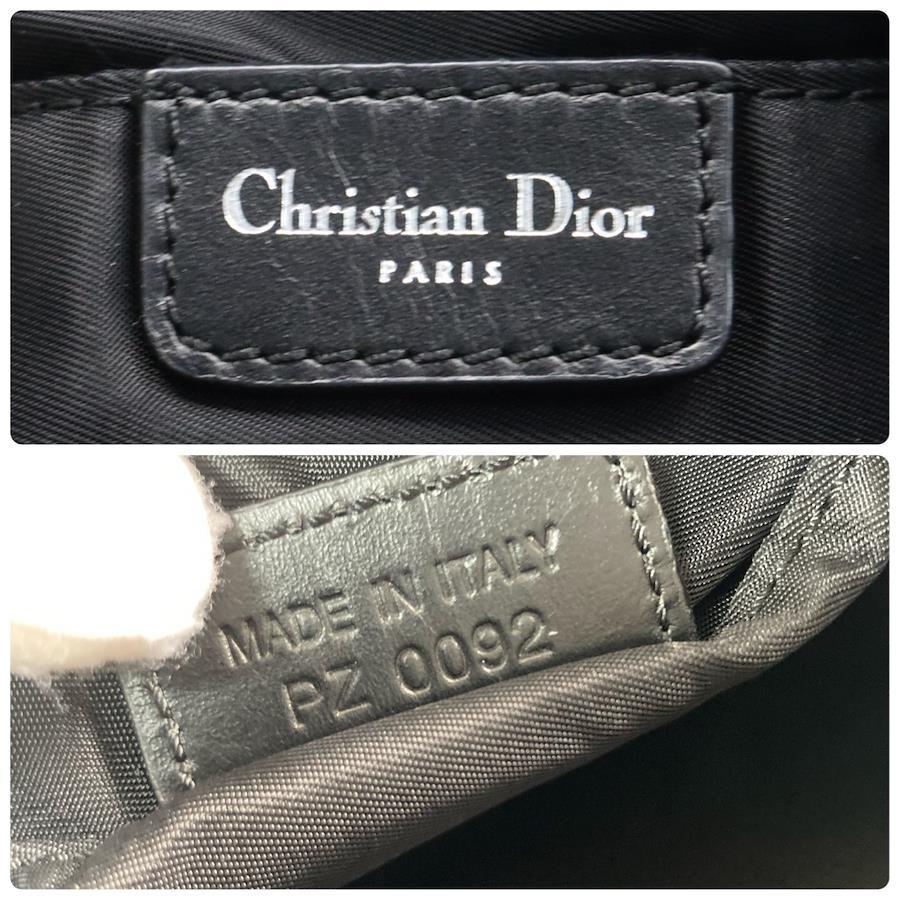 Christian Dior
PARIS
MADE IN ITALY
PZ 0092